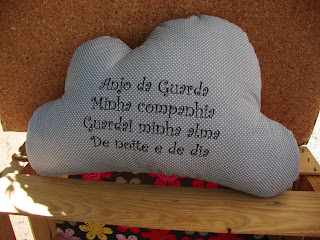 Anjo da Guarda
Minha companhia
Guardai minha alma
De noite e de dia